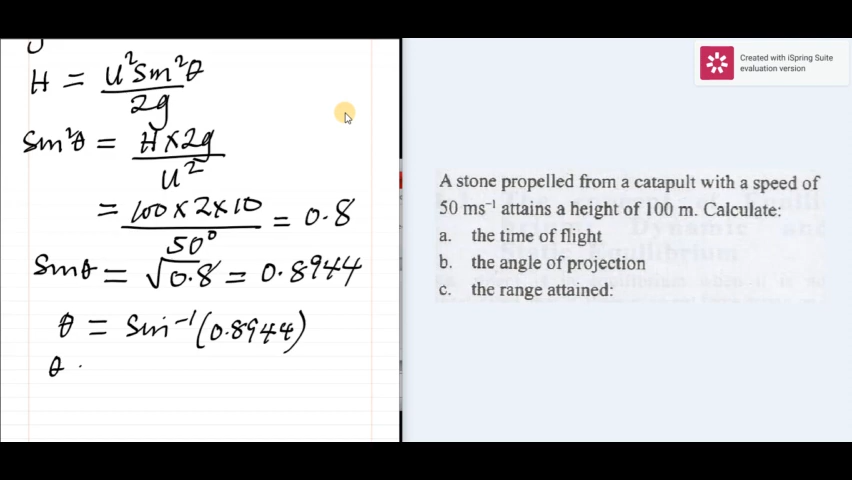 H = u²Sin²θ / 2g
Sin²θ = H × 2g / u²
= 100 × 2 × 10 / 50² = 0.8
Sinθ = √0.8 = 0.8944
θ = Sin⁻¹(0.8944)
θ
Created with iSpring Suite
evaluation version
A stone propelled from a catapult with a speed of
50 ms⁻¹ attains a height of 100 m. Calculate:
a. the time of flight
b. the angle of projection
c. the range attained: